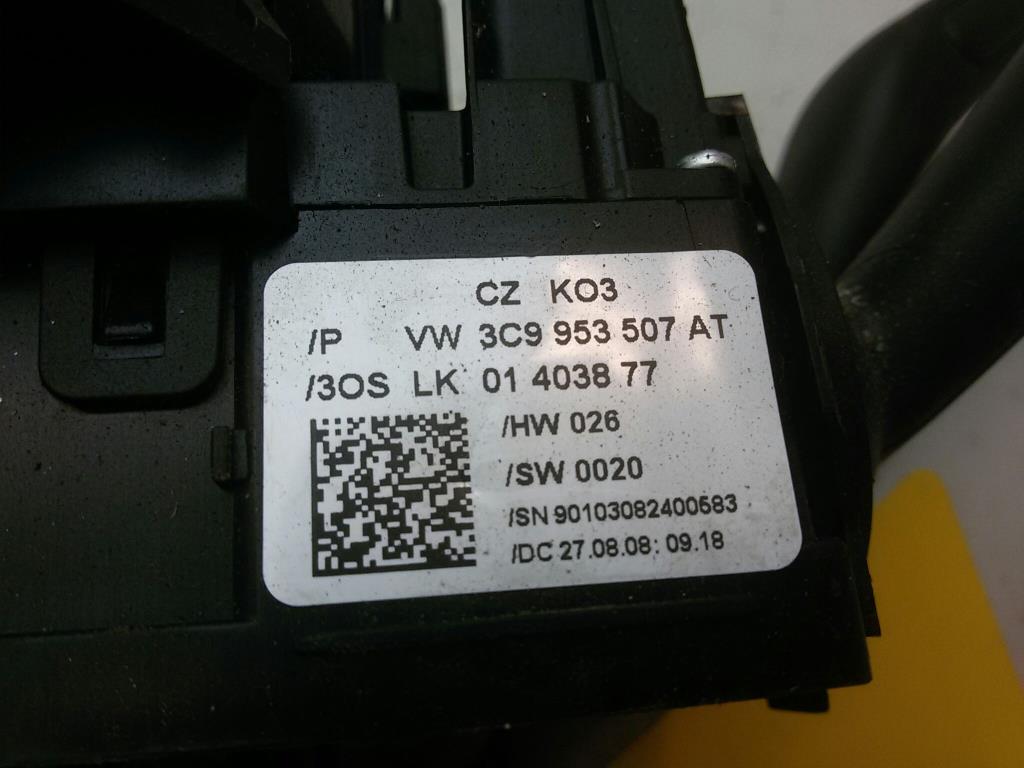 CZ KO3
/P VW 3C9 953 507 AT
/3OS LK 01 4038 77
/HW 026
/SW 0020
/SN 90103082400583
/DC 27.08.08: 09.18